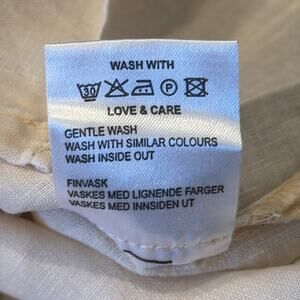 WASH WITH
30 P
LOVE & CARE
GENTLE WASH
WASH WITH SIMILAR COLOURS
WASH INSIDE OUT
FINVASK
VASKES MED LIGNENDE FARGER
VASKES MED INNSIDEN UT